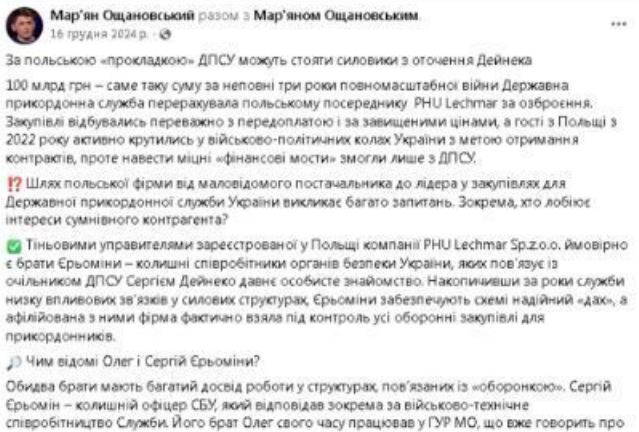 Мар'ян Ощановський разом з Мар'яном Ощановським.
16 грудня 2024 р. ·
За польською «прокладкою» ДПСУ можуть стояти силовики з оточення Дейнека
100 млрд грн – саме таку суму за неповні три роки повномасштабної війни Державна
прикордонна служба перерахувала польському посереднику PHU Lechmar за озброєння.
Закупівлі відбувались переважно з передоплатою і за завищеними цінами, а гості з Польщі з
2022 року активно крутились у військово-політичних колах України з метою отримання
контрактів, проте навести міцні «фінансові мости» змогли лише з ДПСУ.
⁉️ Шлях польської фірми від маловідомого постачальника до лідера у закупівлях для
Державної прикордонної служби України викликає багато запитань. Зокрема, хто лобіює
інтереси сумнівного контрагента?
✅ Тіньовими управителями зареєстрованої у Польщі компанії PHU Lechmar Sp.z.o.o. ймовірно
є брати Єрьоміни – колишні співробітники органів безпеки України, яких пов'язує із
очільником ДПСУ Сергієм Дейнеко давнє особисте знайомство. Накопичивши за роки служби
низку впливових зв'язків у силових структурах, Єрьоміни забезпечують схемі надійний «дах», а
афілійована з ними фірма фактично взяла під контроль усі оборонні закупівлі для
прикордонників.
🔎 Чим відомі Олег і Сергій Єрьоміни?
Обидва брати мають багатий досвід роботи у структурах, пов'язаних із «оборонкою». Сергій
Єрьомін – колишній офіцер СБУ, який відповідав зокрема за військово-технічне
співробітництво Служби. Його брат Олег свого часу працював у ГУР МО, що вже говорить про